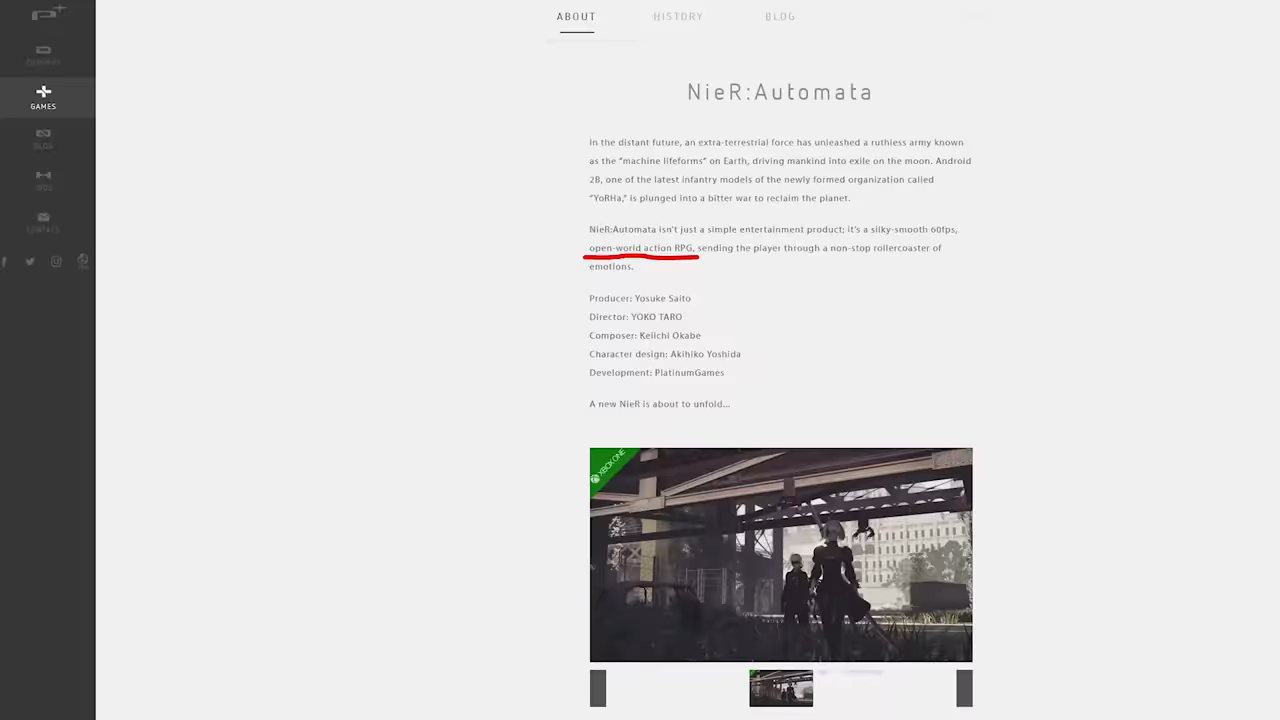 ABOUT
HISTORY
BLOG
GAMES
BLOG
CONTACT
NieR:Automata
In the distant future, an extra-terrestrial force has unleashed a ruthless army known
as the “machine lifeforms” on Earth, driving mankind into exile on the moon. Android
2B, one of the latest infantry models of the newly formed organization called
“YoRHa,” is plunged into a bitter war to reclaim the planet.
NieR:Automata isn't just a simple entertainment product; it's a silky-smooth 60fps,
open-world action RPG, sending the player through a non-stop rollercoaster of
emotions.
Producer: Yosuke Saito
Director: YOKO TARO
Composer: Keiichi Okabe
Character design: Akihiko Yoshida
Development: PlatinumGames
A new NieR is about to unfold...
XBOX ONE